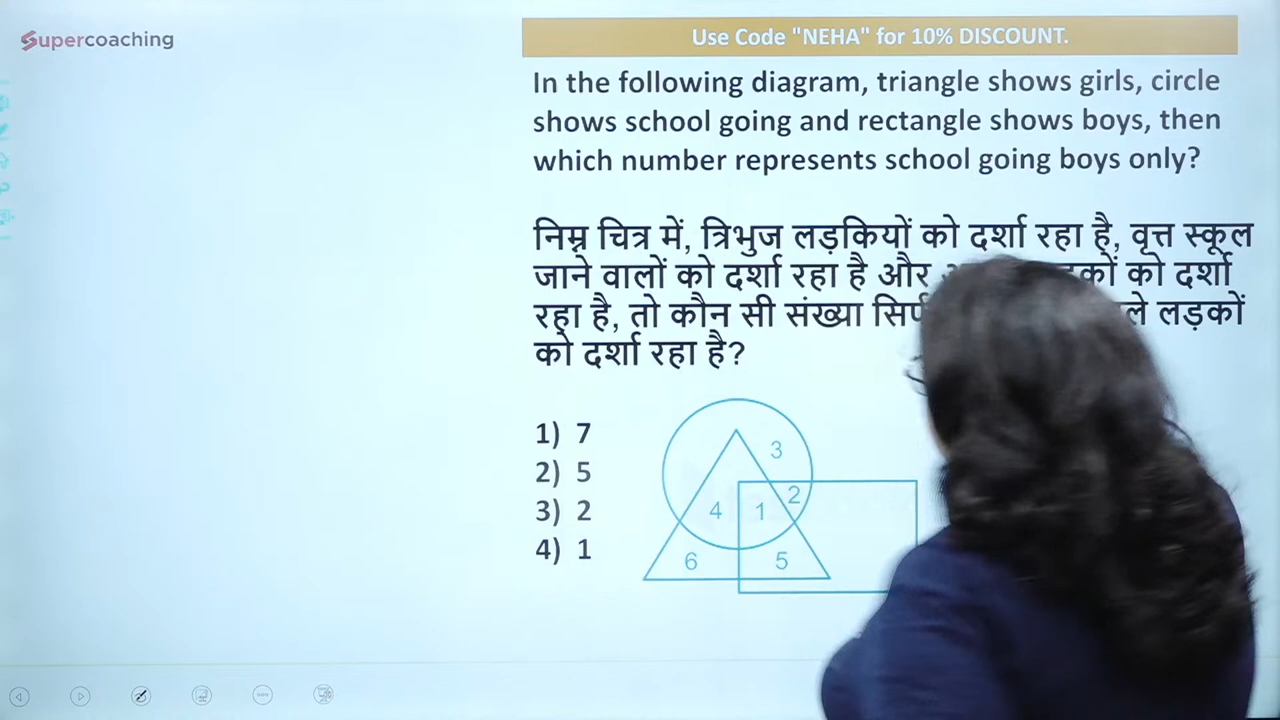 Supercoaching
Use Code "NEHA" for 10% DISCOUNT.
In the following diagram, triangle shows girls, circle
shows school going and rectangle shows boys, then
which number represents school going boys only?
निम्न चित्र में, त्रिभुज लड़कियों को दर्शा रहा है, वृत्त स्कूल
जाने वालों को दर्शा रहा है और को दर्शा
रहा है, तो कौन सी संख्या लड़कों
को दर्शा रहा है?
1) 7
2) 5
3) 2
4) 1
3
2
4 1
6 5